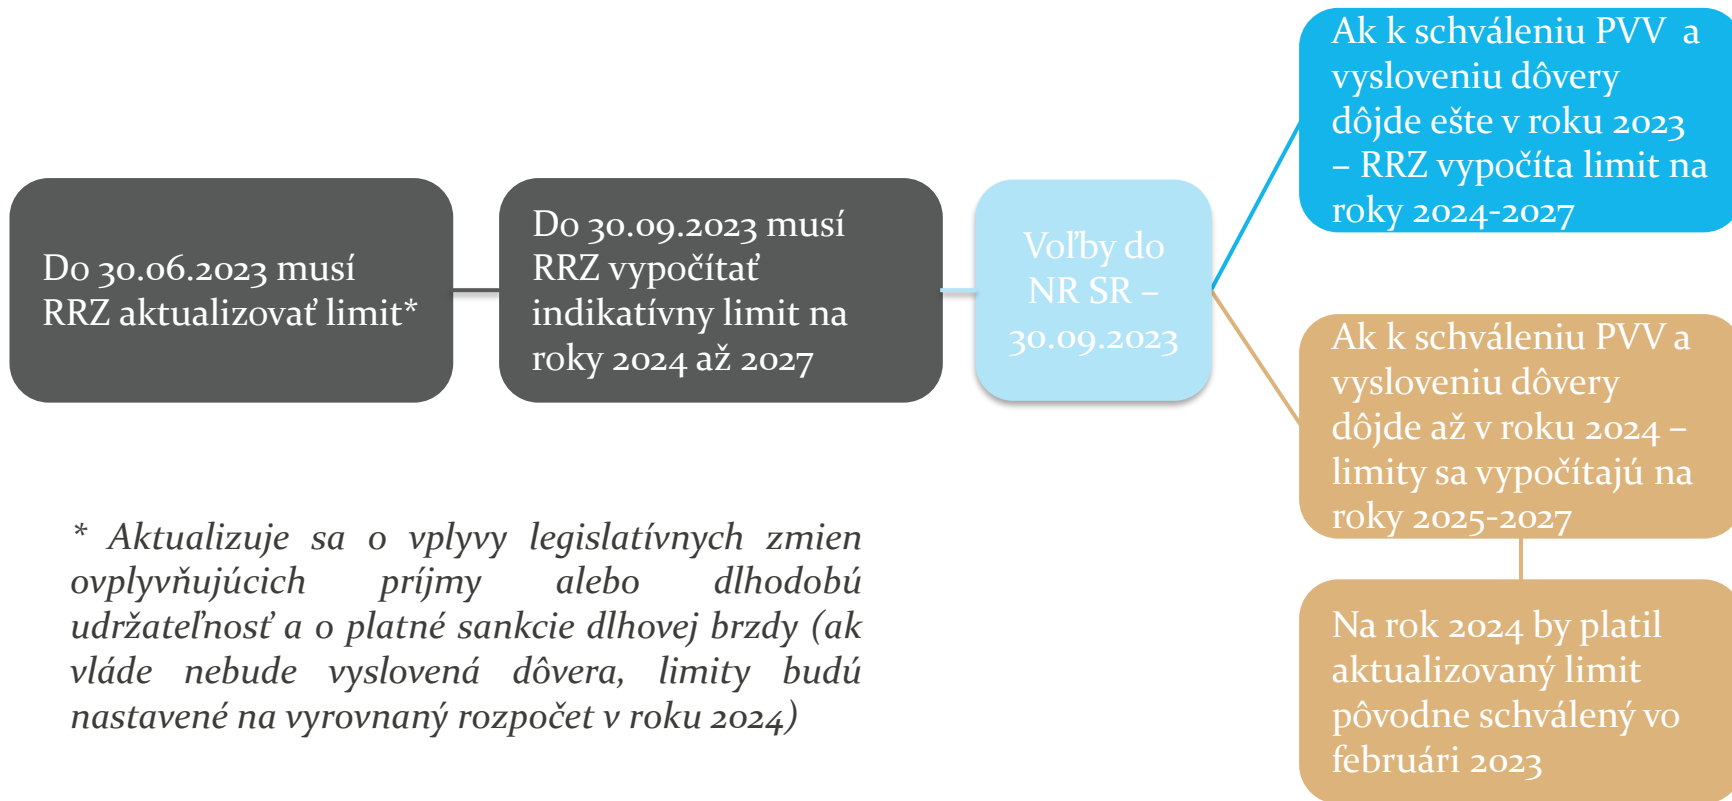 Do 30.06.2023 musí
RRZ aktualizovať limit*
Do 30.09.2023 musí
RRZ vypočítať
indikatívny limit na
roky 2024 až 2027
Voľby do
NR SR –
30.09.2023
Ak k schváleniu PVV a
vysloveniu dôvery
dôjde ešte v roku 2023
– RRZ vypočíta limit na
roky 2024-2027
Ak k schváleniu PVV a
vysloveniu dôvery
dôjde až v roku 2024 –
limity sa vypočítajú na
roky 2025-2027
Na rok 2024 by platil
aktualizovaný limit
pôvodne schválený vo
februári 2023
* Aktualizuje sa o vplyvy legislatívnych zmien
ovplyvňujúcich príjmy alebo dlhodobú
udržateľnosť a o platné sankcie dlhovej brzdy (ak
vláde nebude vyslovená dôvera, limity budú
nastavené na vyrovnaný rozpočet v roku 2024)